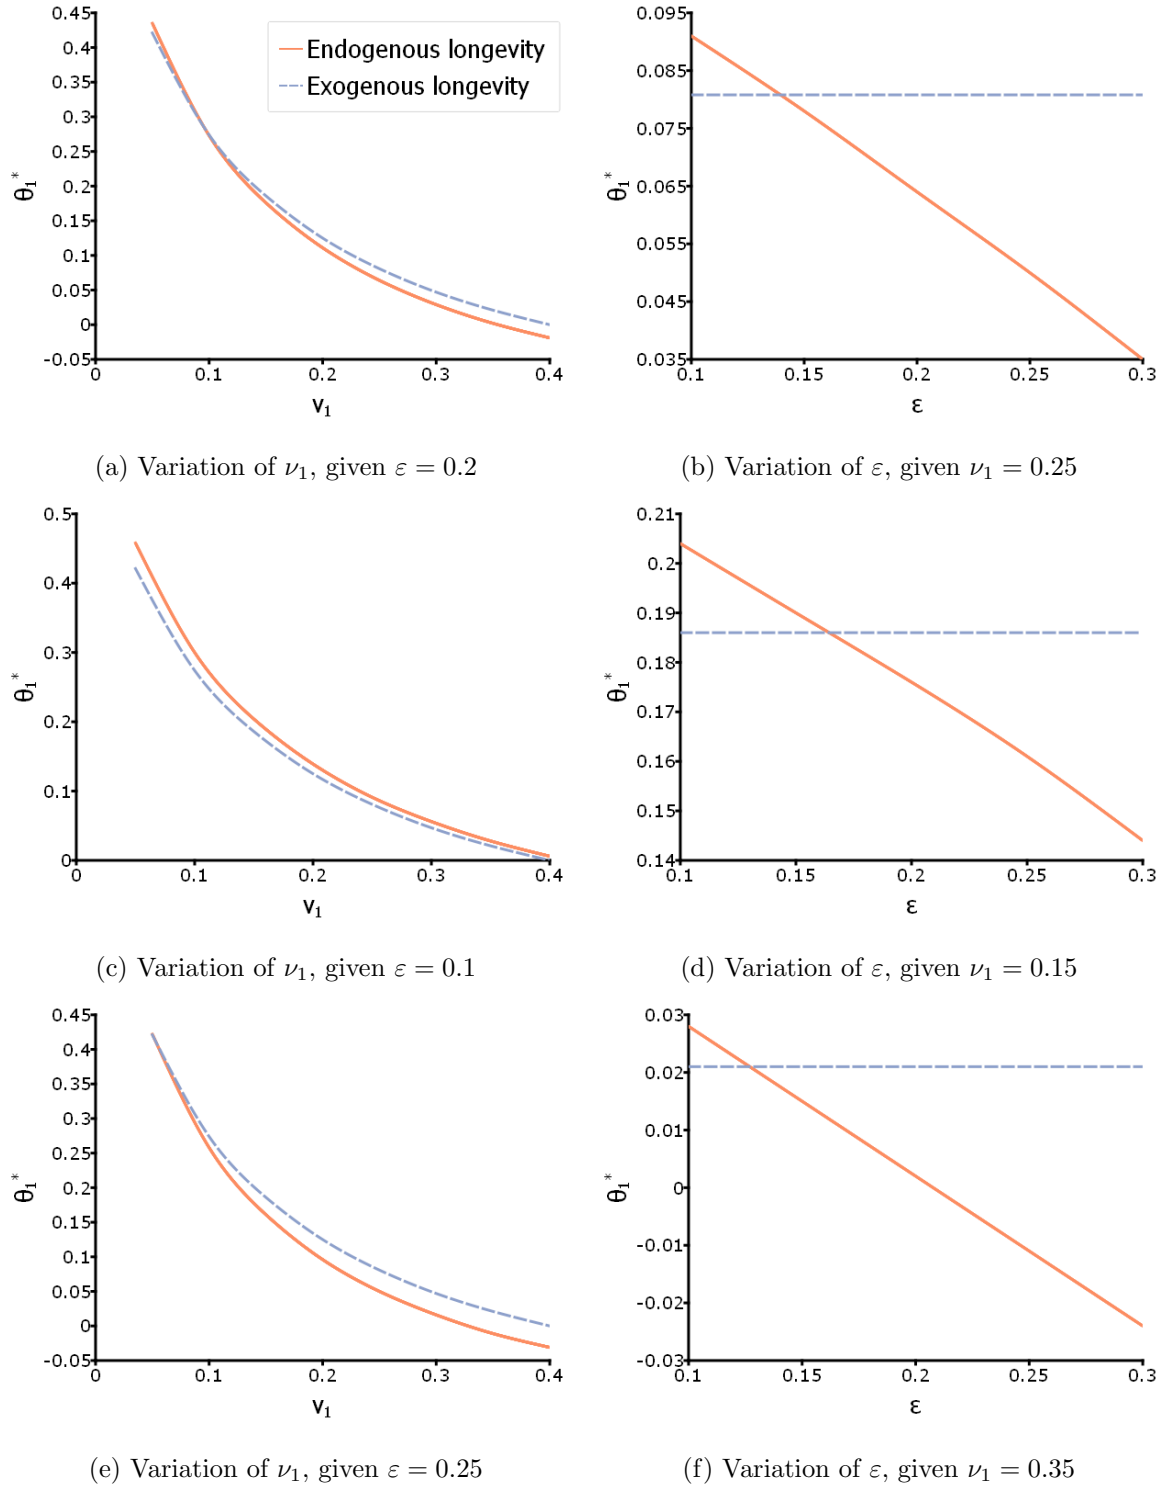 0.45
0.4
0.35
0.3
0.25
0.2
0.15
0.1
0.05
0
-0.05
θ₁*
0 0.1 0.2 0.3 0.4
ν₁
Endogenous longevity
Exogenous longevity
(a) Variation of ν₁, given ε = 0.2
0.095
0.085
0.075
0.065
0.055
0.045
0.035
θ₁*
0.1 0.15 0.2 0.25 0.3
ε
(b) Variation of ε, given ν₁ = 0.25
0.5
0.4
0.3
0.2
0.1
0
θ₁*
0 0.1 0.2 0.3 0.4
ν₁
(c) Variation of ν₁, given ε = 0.1
0.21
0.2
0.19
0.18
0.17
0.16
0.15
0.14
θ₁*
0.1 0.15 0.2 0.25 0.3
ε
(d) Variation of ε, given ν₁ = 0.15
0.45
0.4
0.35
0.3
0.25
0.2
0.15
0.1
0.05
0
-0.05
θ₁*
0 0.1 0.2 0.3 0.4
ν₁
(e) Variation of ν₁, given ε = 0.25
0.03
0.02
0.01
0
-0.01
-0.02
-0.03
θ₁*
0.1 0.15 0.2 0.25 0.3
ε
(f) Variation of ε, given ν₁ = 0.35